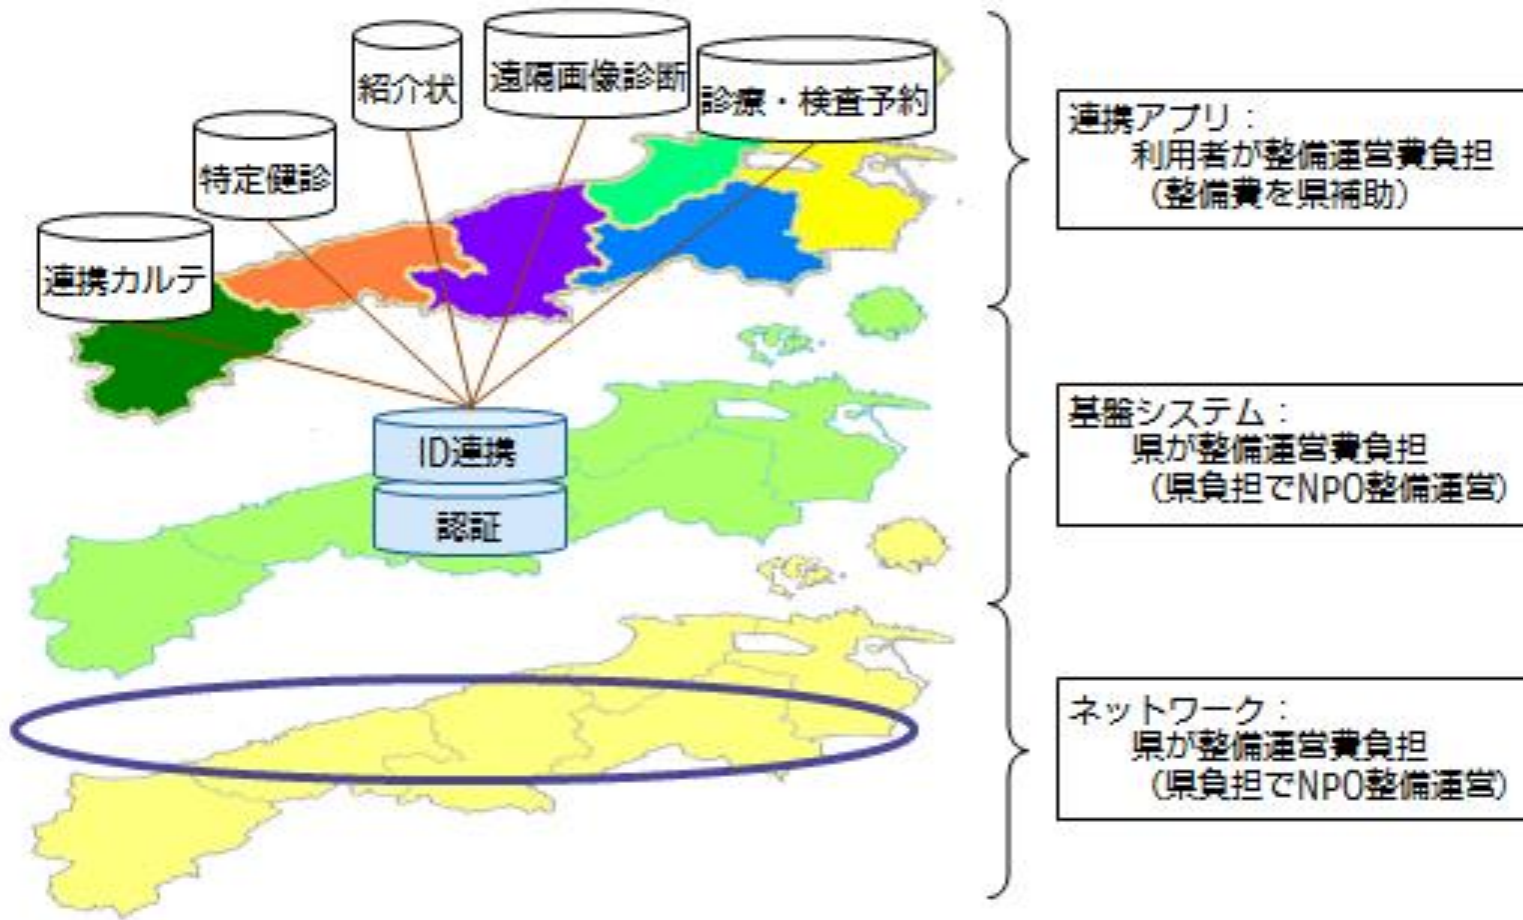 紹介状
遠隔画像診断
診療・検査予約
特定健診
連携カルテ
連携アプリ：
利用者が整備運営費負担
（整備費を県補助）
ID連携
認証
基盤システム：
県が整備運営費負担
（県負担でNPO整備運営）
ネットワーク：
県が整備運営費負担
（県負担でNPO整備運営）